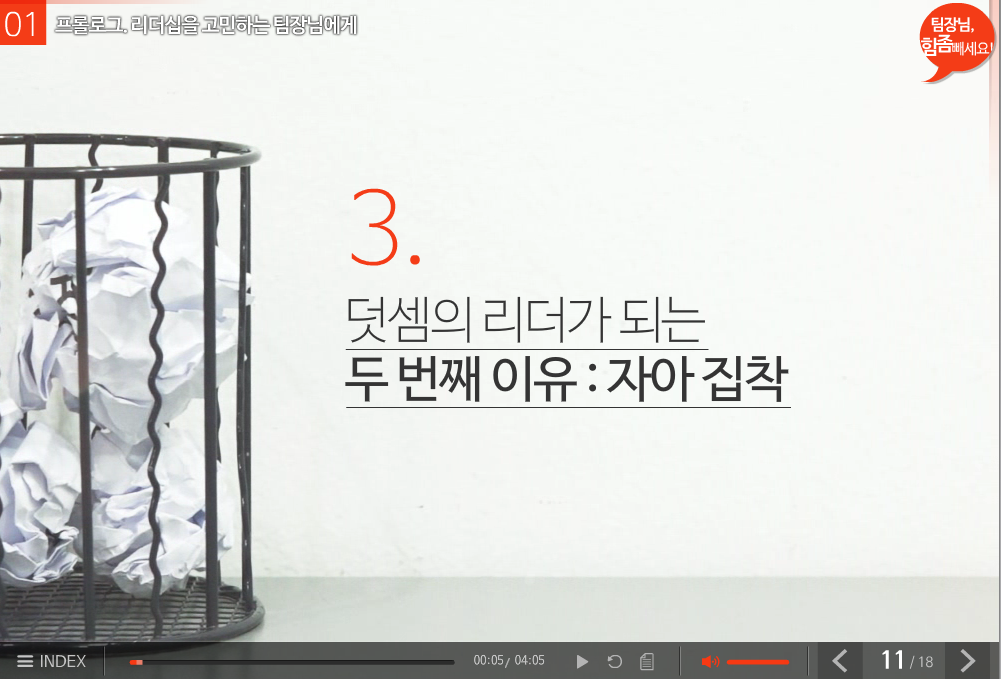 01 프롤로그. 리더십을 고민하는 팀장님에게
팀장님,
힘좀빼세요!
3.
덧셈의 리더가 되는
두 번째 이유 : 자아 집착
INDEX 00:05/ 04:05 11 / 18